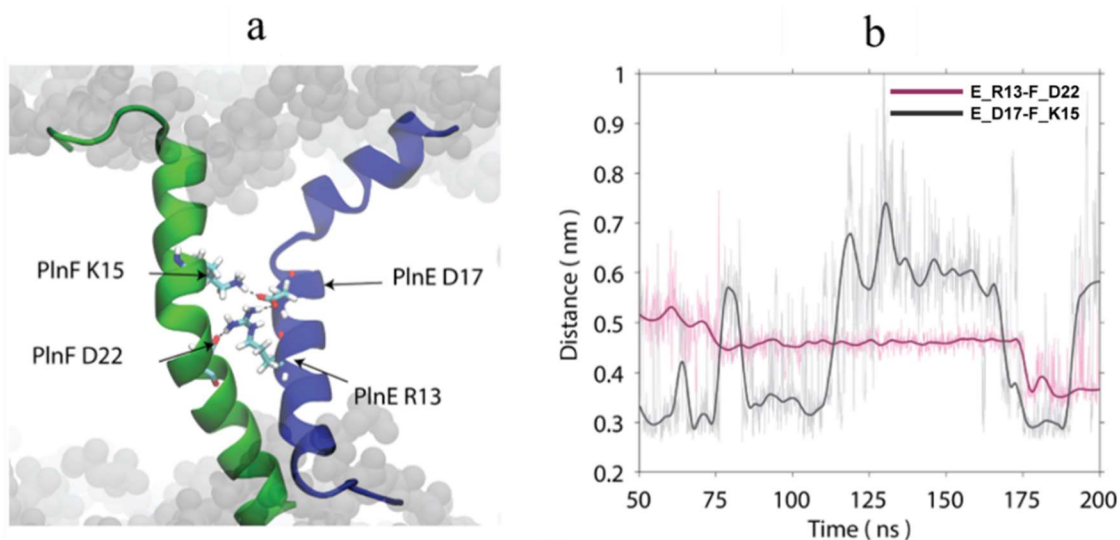 a
b
PlnF K15
PlnE D17
PlnF D22
PlnE R13
E_R13-F_D22
E_D17-F_K15
1
0.9
0.8
0.7
0.6
0.5
0.4
0.3
0.2
Distance ( nm )
50 75 100 125 150 175 200
Time ( ns )